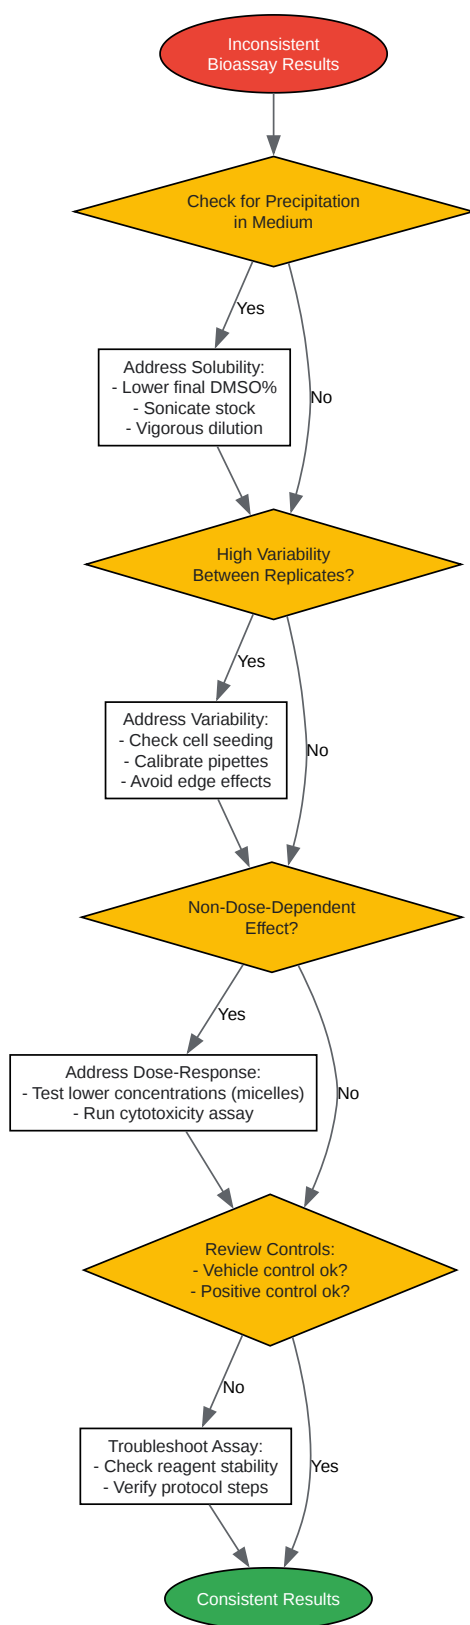 Inconsistent
Bioassay Results
Check for Precipitation
in Medium
Yes
Address Solubility:
- Lower final DMSO%
- Sonicate stock
- Vigorous dilution
No
High Variability
Between Replicates?
Yes
Address Variability:
- Check cell seeding
- Calibrate pipettes
- Avoid edge effects
No
Non-Dose-Dependent
Effect?
Yes
Address Dose-Response:
- Test lower concentrations (micelles)
- Run cytotoxicity assay
No
Review Controls:
- Vehicle control ok?
- Positive control ok?
No
Troubleshoot Assay:
- Check reagent stability
- Verify protocol steps
Yes
Consistent Results